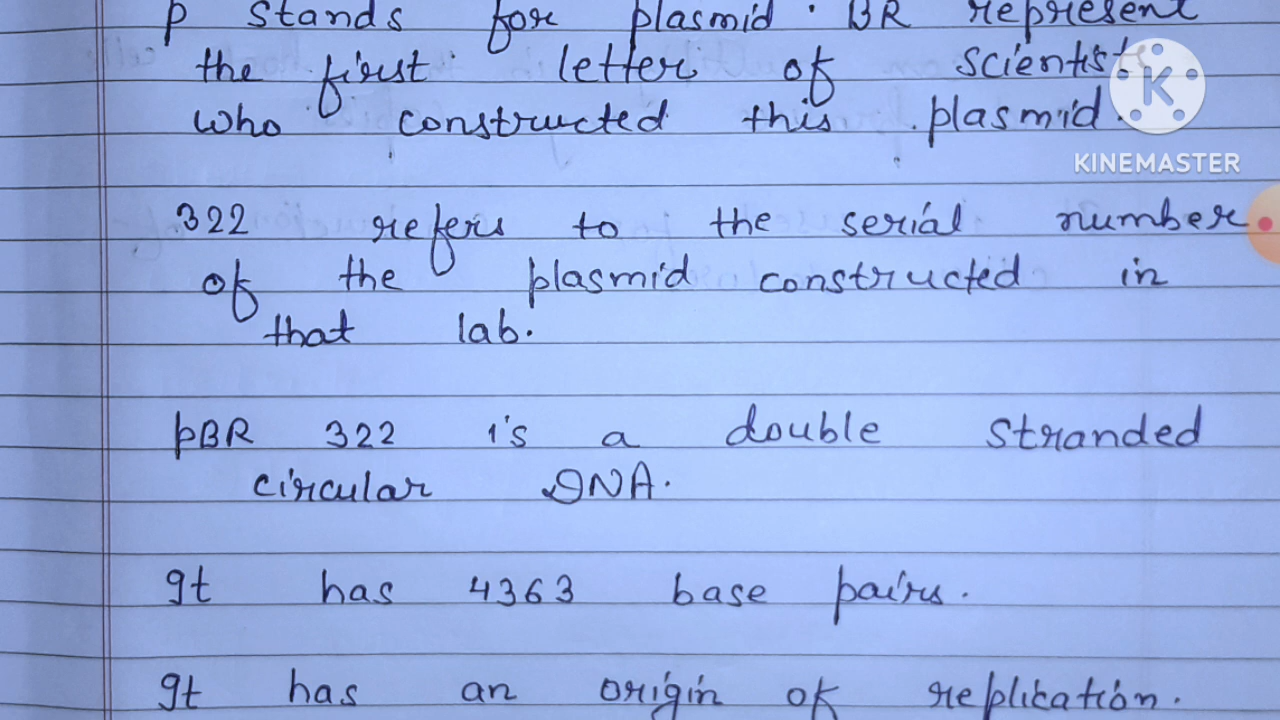 p stands for plasmid. BR represent
the first letter of scientists
who constructed this plasmid.
K
KINEMASTER
322 refers to the serial number
of the plasmid constructed in
that lab.
pBR 322 is a double stranded
circular DNA.
It has 4363 base pairs.
It has an origin of replication.